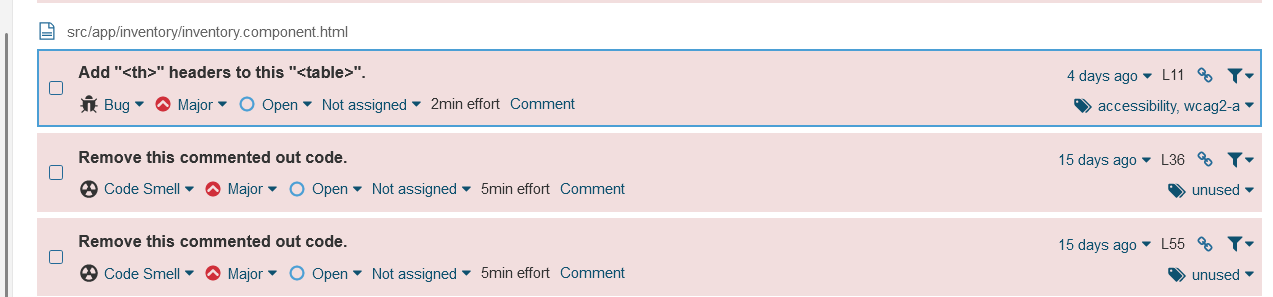 src/app/inventory/inventory.component.html
Add "<th>" headers to this "<table>".
4 days ago L11
Bug Major Open Not assigned 2min effort Comment
accessibility, wcag2-a
Remove this commented out code.
15 days ago L36
Code Smell Major Open Not assigned 5min effort Comment
unused
Remove this commented out code.
15 days ago L55
Code Smell Major Open Not assigned 5min effort Comment
unused